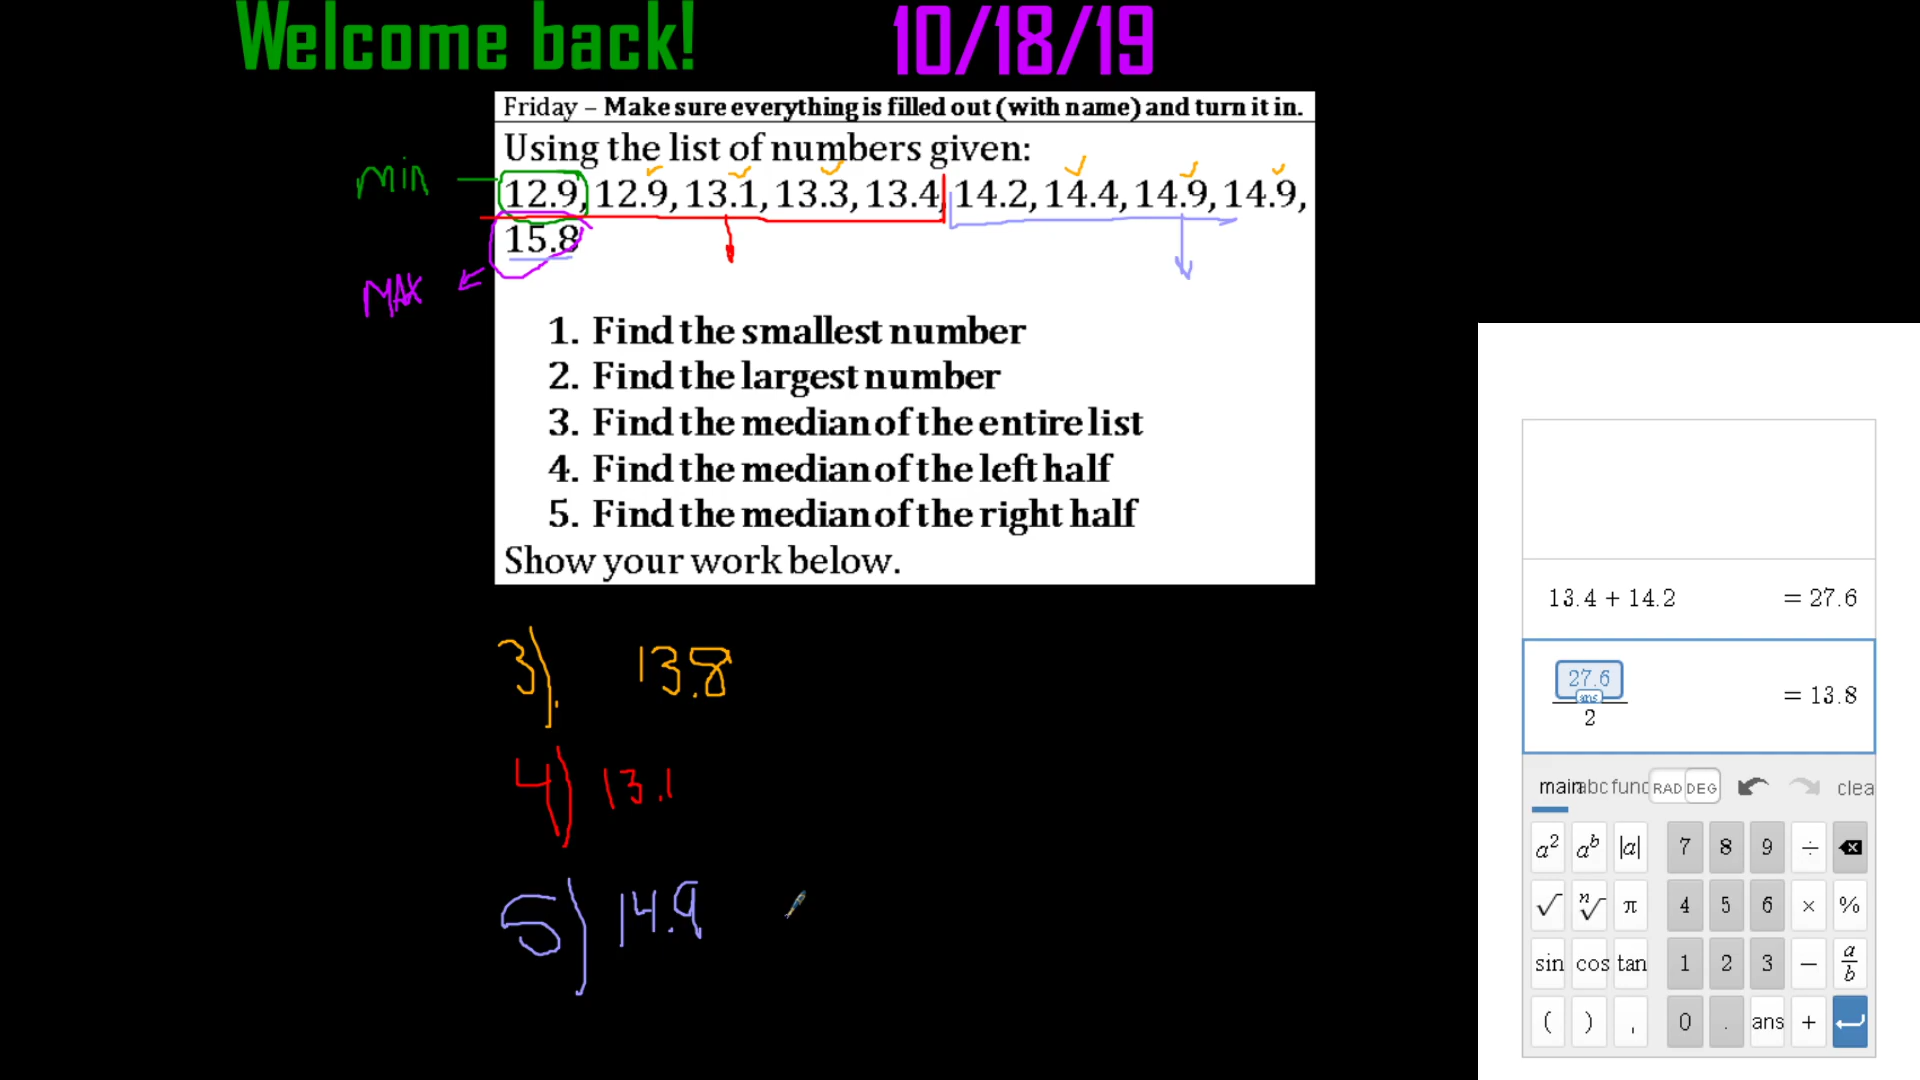 Welcome back! 10/18/19
Friday – Make sure everything is filled out (with name) and turn it in.
Using the list of numbers given:
min
12.9, 12.9, 13.1, 13.3, 13.4, 14.2, 14.4, 14.9, 14.9,
15.8
MAX
1. Find the smallest number
2. Find the largest number
3. Find the median of the entire list
4. Find the median of the left half
5. Find the median of the right half
Show your work below.
3). 13.8
4) 13.1
5) 14.9
13.4 + 14.2 = 27.6
27.6
ans
2
= 13.8
main abc func RAD DEG clea
a² aᵇ |a| 7 8 9 ÷
√ ⁿ√ π 4 5 6 × %
sin cos tan 1 2 3 − a/b
( ) , 0 . ans +